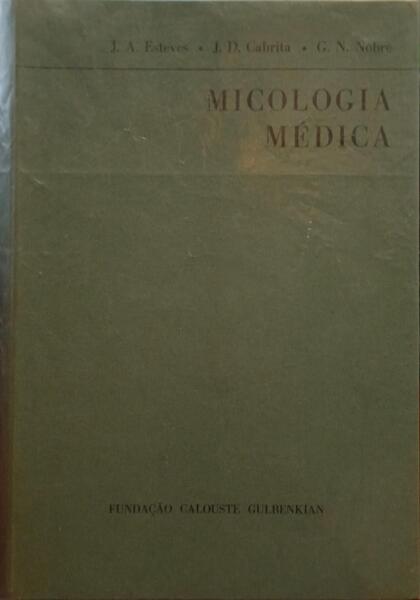 J. A. Esteves • J. D. Cabrita • G. N. Nobre
MICOLOGIA
MÉDICA
FUNDAÇÃO CALOUSTE GULBENKIAN